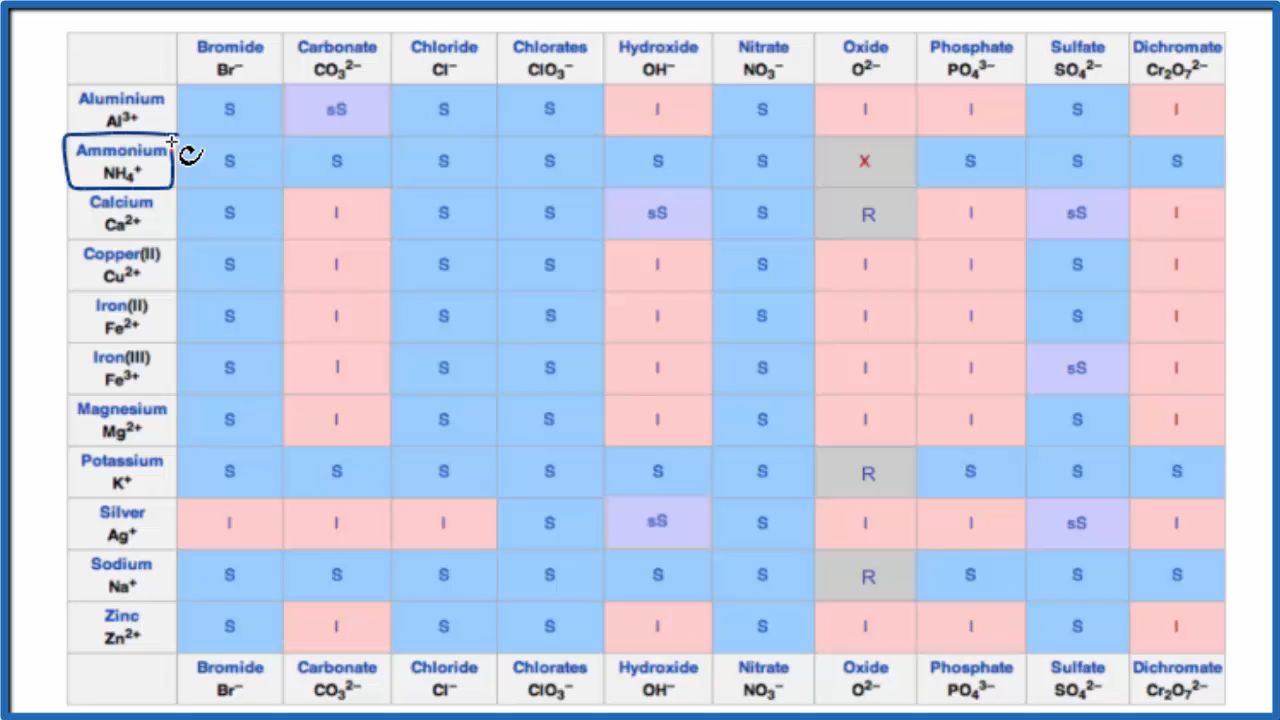 Bromide Carbonate Chloride Chlorates Hydroxide Nitrate Oxide Phosphate Sulfate Dichromate
Br⁻ CO₃²⁻ Cl⁻ ClO₃⁻ OH⁻ NO₃⁻ O²⁻ PO₄³⁻ SO₄²⁻ Cr₂O₇²⁻
Aluminium
Al³⁺
S sS S S I S I I S I
Ammonium
NH₄⁺
S S S S S S X S S S
Calcium
Ca²⁺
S I S S sS S R I sS I
Copper(II)
Cu²⁺
S I S S I S I I S I
Iron(II)
Fe²⁺
S I S S I S I I S I
Iron(III)
Fe³⁺
S I S S I S I I sS I
Magnesium
Mg²⁺
S I S S I S I I S I
Potassium
K⁺
S S S S S S R S S S
Silver
Ag⁺
I I I S sS S I I sS I
Sodium
Na⁺
S S S S S S R S S S
Zinc
Zn²⁺
S I S S I S I I S I
Bromide Carbonate Chloride Chlorates Hydroxide Nitrate Oxide Phosphate Sulfate Dichromate
Br⁻ CO₃²⁻ Cl⁻ ClO₃⁻ OH⁻ NO₃⁻ O²⁻ PO₄³⁻ SO₄²⁻ Cr₂O₇²⁻